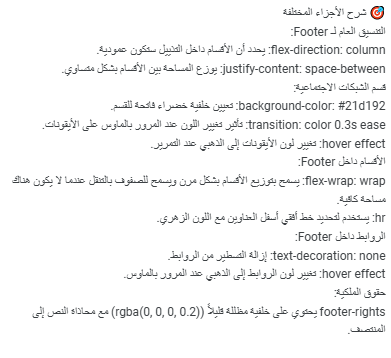 🎯 شرح الأجزاء المختلفة
التنسيق العام لـ Footer:
flex-direction: column: يحدد أن الأقسام داخل التذييل ستكون عمودية.
justify-content: space-between: يوزع المساحة بين الأقسام بشكل متساوي.
قسم الشبكات الاجتماعية:
background-color: #21d192: تعيين خلفية خضراء فاتحة للقسم.
transition: color 0.3s ease: تأثير تغيير اللون عند المرور بالماوس على الأيقونات.
hover effect: تغيير لون الأيقونات إلى الذهبي عند التمرير.
الأقسام داخل Footer:
flex-wrap: wrap: يسمح بتوزيع الأقسام بشكل مرن ويسمح للصفوف بالتنقل عندما لا يكون هناك
مساحة كافية.
hr: يستخدم لتحديد خط أفقي أسفل العناوين مع اللون الزهري.
الروابط داخل Footer:
text-decoration: none: إزالة التسطير من الروابط.
hover effect: تغيير لون الروابط إلى الذهبي عند المرور بالماوس.
حقوق الملكية:
footer-rights يحتوي على خلفية مظللة قليلاً (rgba(0, 0, 0, 0.2)) مع محاذاة النص إلى
المنتصف.